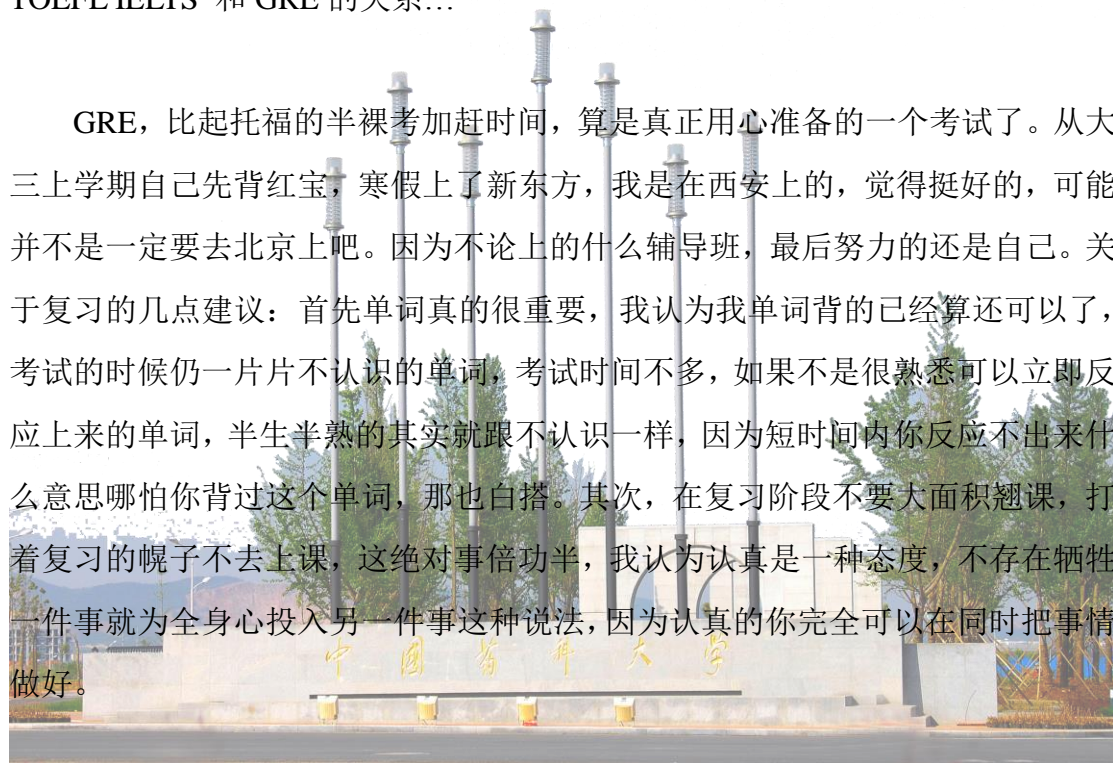 TOEFL IELTS 和 GRE 的关系…
GRE，比起托福的半裸考加赶时间，算是真正用心准备的一个考试了。从大
三上学期自己先背红宝，寒假上了新东方，我是在西安上的，觉得挺好的，可能
并不是一定要去北京上吧。因为不论上的什么辅导班，最后努力的还是自己。关
于复习的几点建议：首先单词真的很重要，我认为我单词背的已经算还可以了，
考试的时候仍一片片不认识的单词，考试时间不多，如果不是很熟悉可以立即反
应上来的单词，半生半熟的其实就跟不认识一样，因为短时间内你反应不出来什
么意思哪怕你背过这个单词，那也白搭。其次，在复习阶段不要大面积翘课，打
着复习的幌子不去上课，这绝对事倍功半，我认为认真是一种态度，不存在牺牲
一件事就为全身心投入另一件事这种说法，因为认真的你完全可以在同时把事情
中國药科大学
做好。